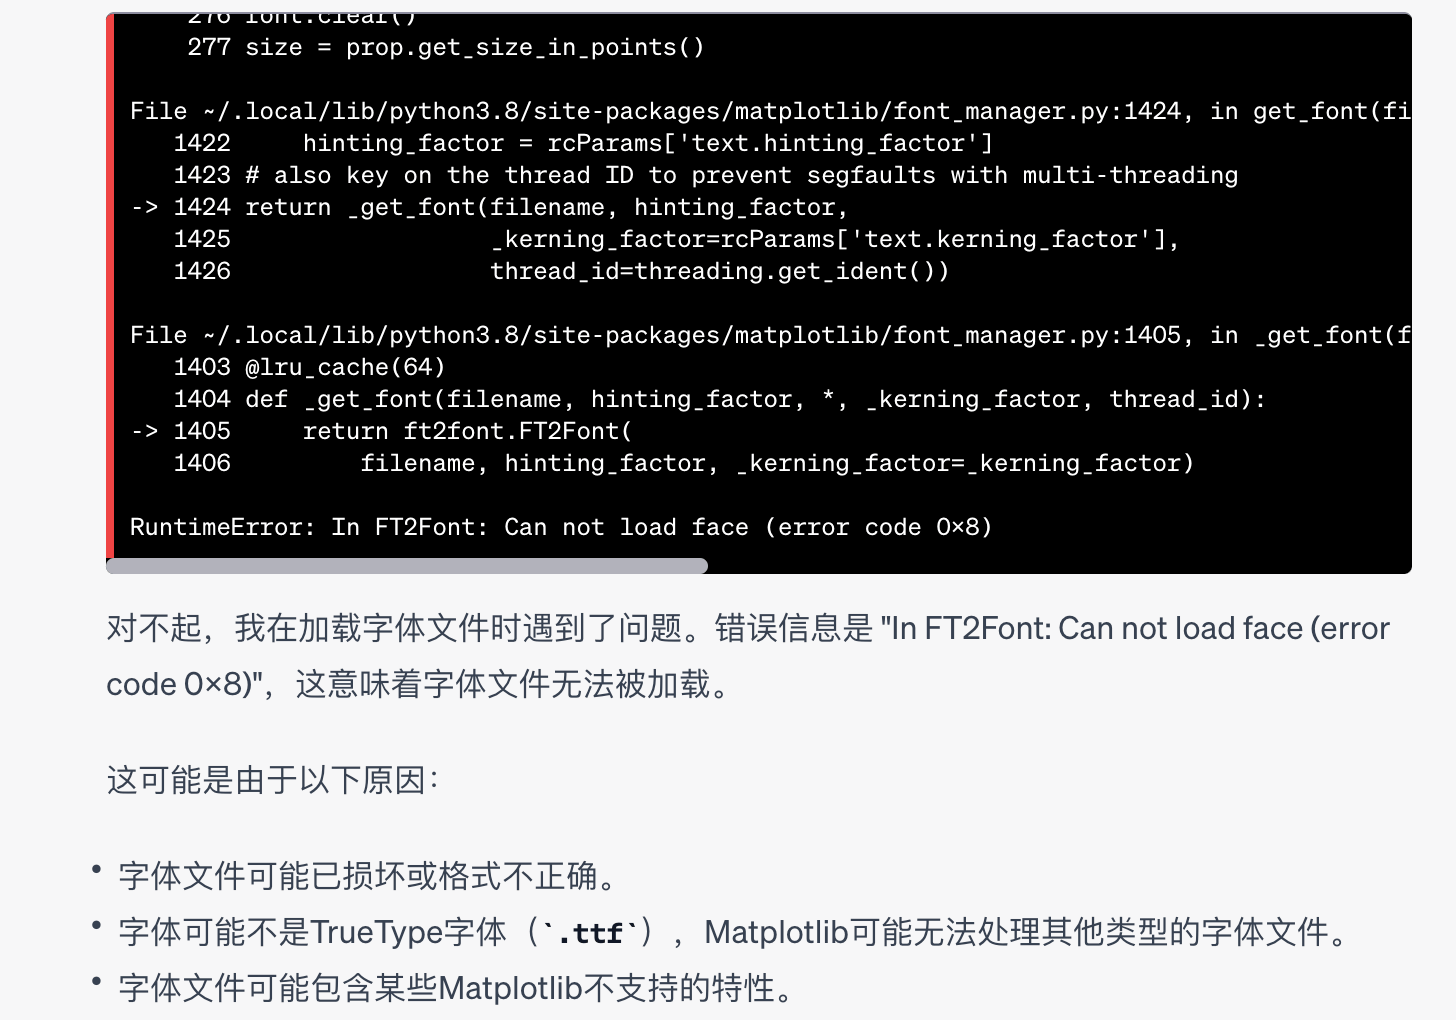 276 font.clear()
277 size = prop.get_size_in_points()
File ~/.local/lib/python3.8/site-packages/matplotlib/font_manager.py:1424, in get_font(fi
1422     hinting_factor = rcParams['text.hinting_factor']
1423 # also key on the thread ID to prevent segfaults with multi-threading
-> 1424 return _get_font(filename, hinting_factor,
1425                  _kerning_factor=rcParams['text.kerning_factor'],
1426                  thread_id=threading.get_ident())
File ~/.local/lib/python3.8/site-packages/matplotlib/font_manager.py:1405, in _get_font(f
1403 @lru_cache(64)
1404 def _get_font(filename, hinting_factor, *, _kerning_factor, thread_id):
-> 1405     return ft2font.FT2Font(
1406         filename, hinting_factor, _kerning_factor=_kerning_factor)
RuntimeError: In FT2Font: Can not load face (error code 0x8)
对不起，我在加载字体文件时遇到了问题。错误信息是 "In FT2Font: Can not load face (error
code 0x8)"，这意味着字体文件无法被加载。
这可能是由于以下原因：
• 字体文件可能已损坏或格式不正确。
• 字体可能不是TrueType字体（`.ttf`），Matplotlib可能无法处理其他类型的字体文件。
• 字体文件可能包含某些Matplotlib不支持的特性。